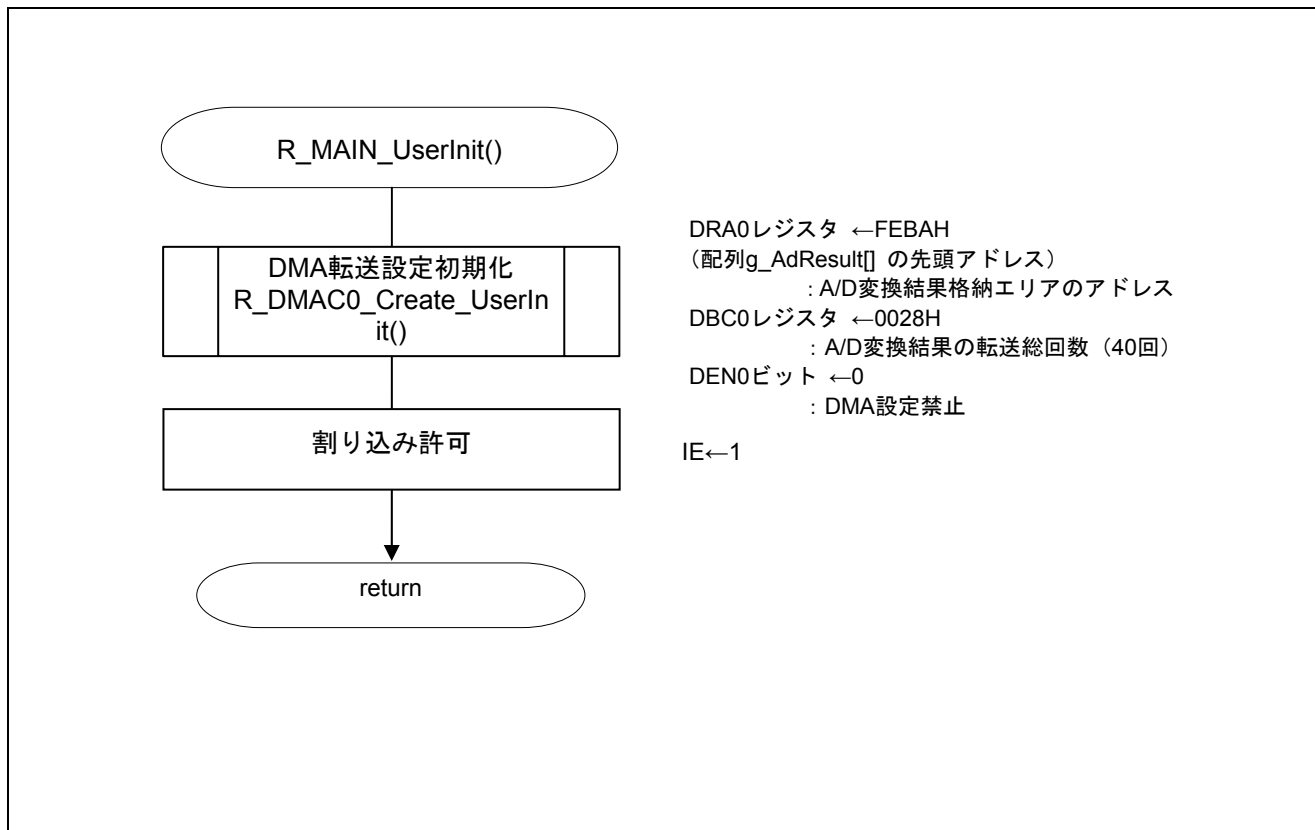 R_MAIN_UserInit()
DMA転送設定初期化
R_DMAC0_Create_UserIn
it()
DRA0レジスタ ←FEBAH
（配列g_AdResult[] の先頭アドレス）
：A/D変換結果格納エリアのアドレス
DBC0レジスタ ←0028H
：A/D変換結果の転送総回数（40回）
DEN0ビット ←0
：DMA設定禁止
割り込み許可
IE←1
return